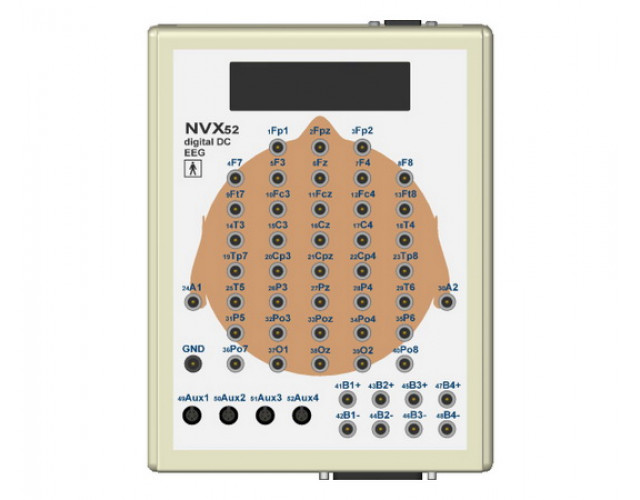 NVX52
digital DC
EEG
1Fp1 2Fpz 3Fp2
4F7 5F3 6Fz 7F4 8F8
9Ft7 10Fc3 11Fcz 12Fc4 13Ft8
14T3 15C3 16Cz 17C4 18T4
19Tp7 20Cp3 21Cpz 22Cp4 23Tp8
24A1 25T5 26P3 27Pz 28P4 29T6 30A2
31P5 32Po3 33Poz 34Po4 35P6
GND 36Po7 37O1 38Oz 39O2 40Po8
41B1+ 43B2+ 45B3+ 47B4+
49Aux1 50Aux2 51Aux3 52Aux4
42B1- 44B2- 46B3- 48B4-